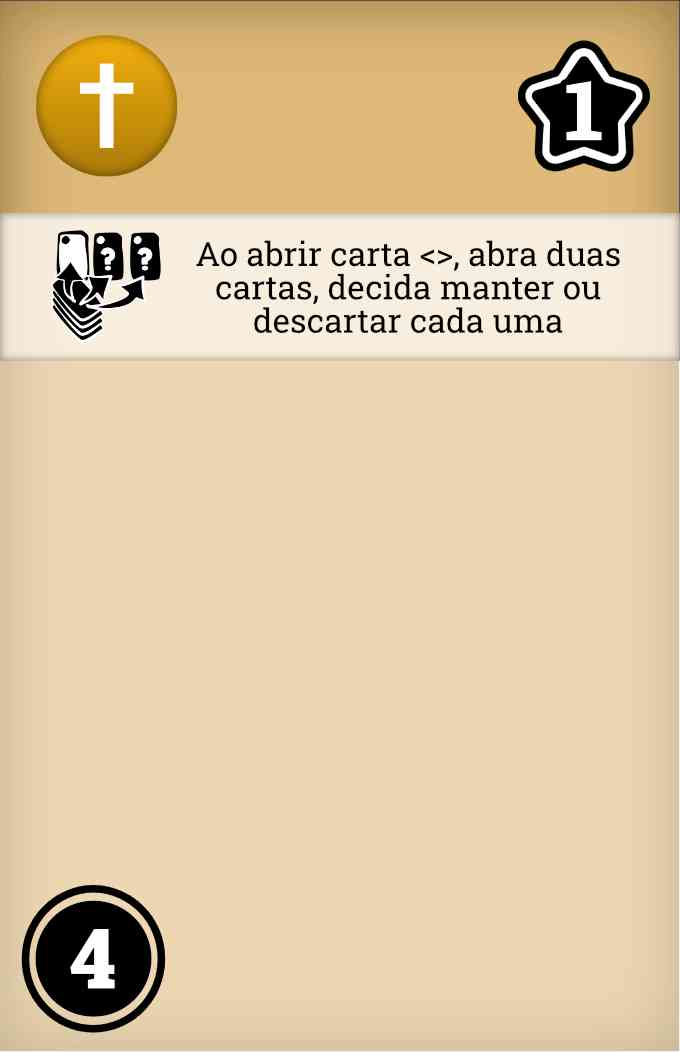 1
? ?
Ao abrir carta <>, abra duas
cartas, decida manter ou
descartar cada uma
4